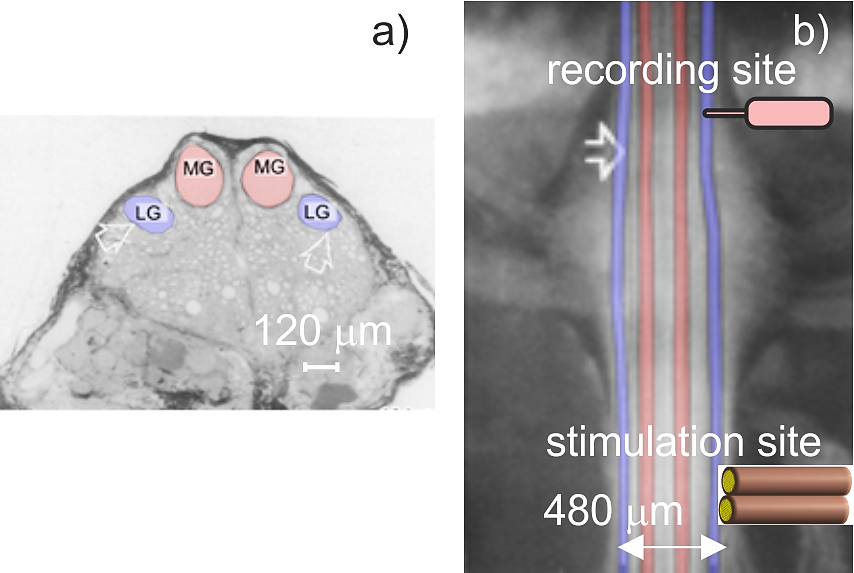 a)
MG MG
LG LG
120 μm
b)
recording site
stimulation site
480 μm